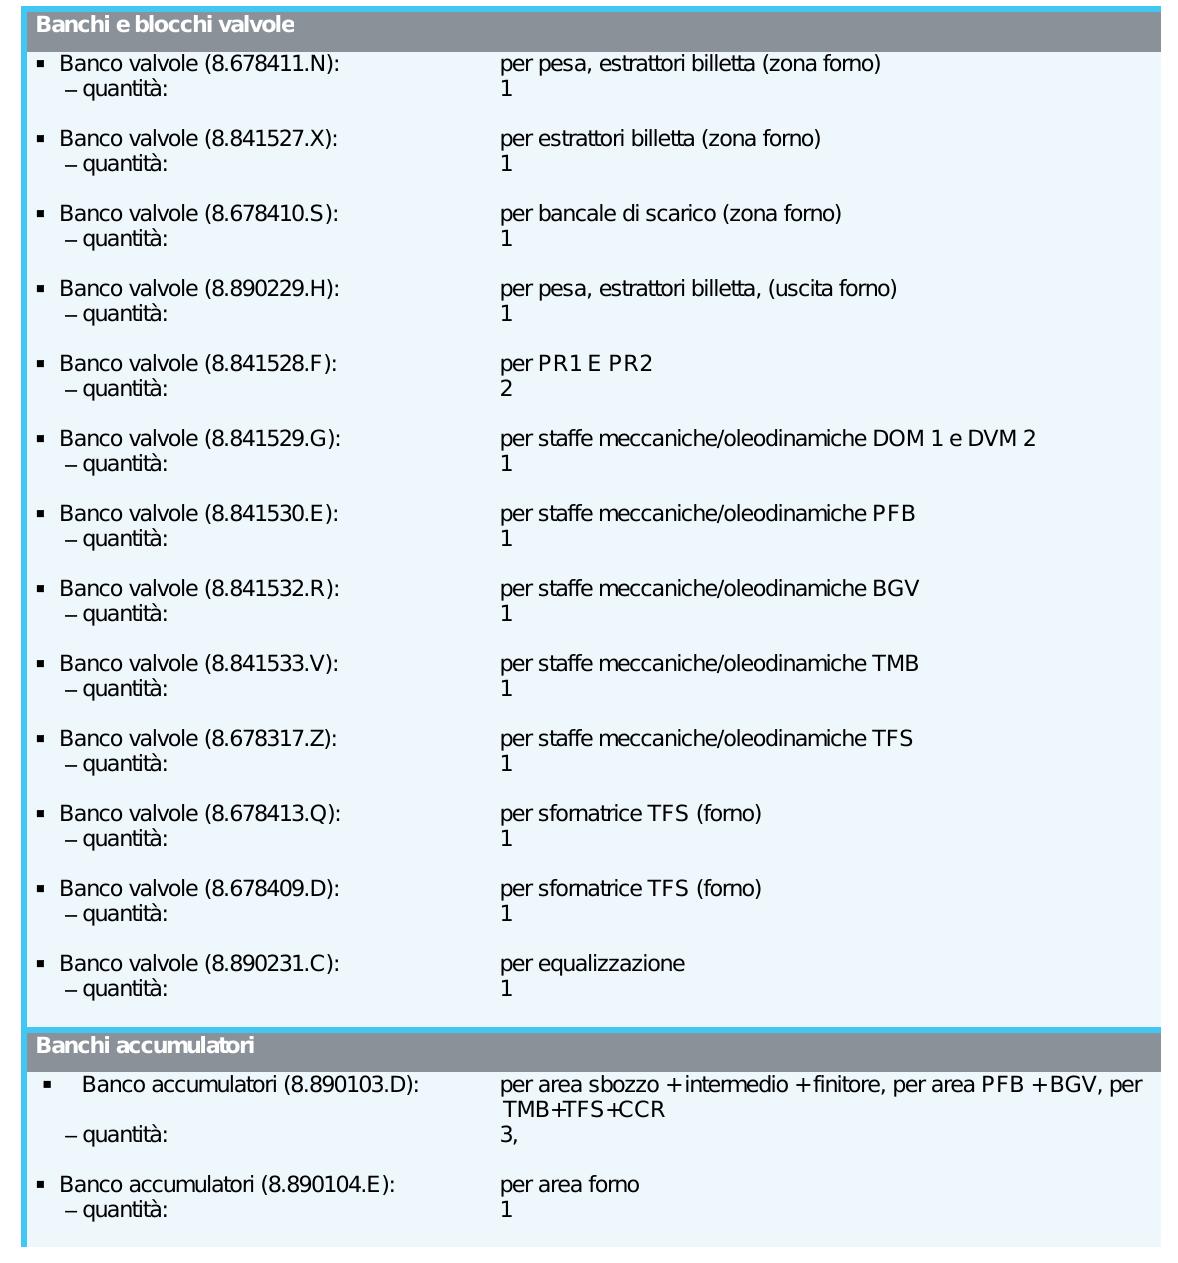 Banchi e blocchi valvole
▪ Banco valvole (8.678411.N): per pesa, estrattori billetta (zona forno)
– quantità: 1
▪ Banco valvole (8.841527.X): per estrattori billetta (zona forno)
– quantità: 1
▪ Banco valvole (8.678410.S): per bancale di scarico (zona forno)
– quantità: 1
▪ Banco valvole (8.890229.H): per pesa, estrattori billetta, (uscita forno)
– quantità: 1
▪ Banco valvole (8.841528.F): per PR1 E PR2
– quantità: 2
▪ Banco valvole (8.841529.G): per staffe meccaniche/oleodinamiche DOM 1 e DVM 2
– quantità: 1
▪ Banco valvole (8.841530.E): per staffe meccaniche/oleodinamiche PFB
– quantità: 1
▪ Banco valvole (8.841532.R): per staffe meccaniche/oleodinamiche BGV
– quantità: 1
▪ Banco valvole (8.841533.V): per staffe meccaniche/oleodinamiche TMB
– quantità: 1
▪ Banco valvole (8.678317.Z): per staffe meccaniche/oleodinamiche TFS
– quantità: 1
▪ Banco valvole (8.678413.Q): per sfornatrice TFS (forno)
– quantità: 1
▪ Banco valvole (8.678409.D): per sfornatrice TFS (forno)
– quantità: 1
▪ Banco valvole (8.890231.C): per equalizzazione
– quantità: 1
Banchi accumulatori
▪ Banco accumulatori (8.890103.D): per area sbozzo + intermedio + finitore, per area PFB + BGV, per
TMB+TFS+CCR
– quantità: 3,
▪ Banco accumulatori (8.890104.E): per area forno
– quantità: 1